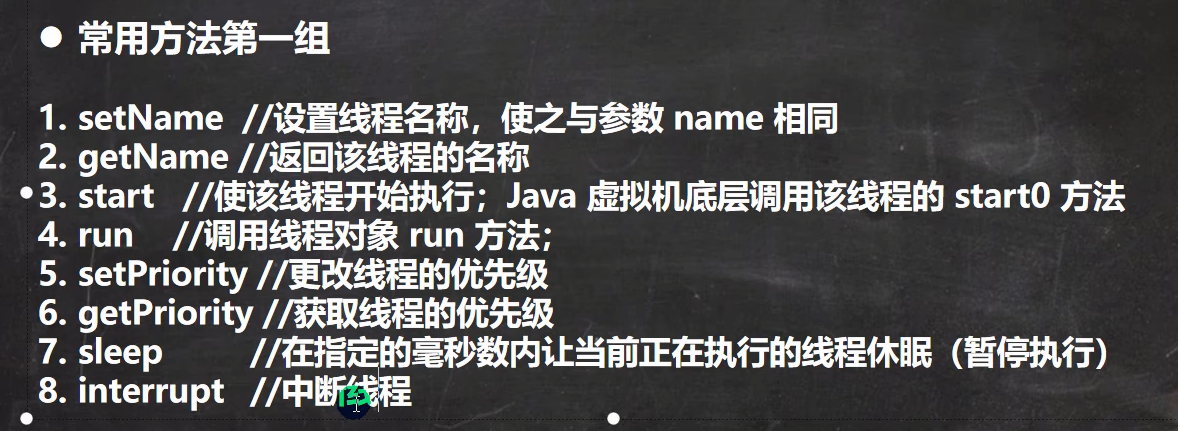 ● 常用方法第一组
1. setName //设置线程名称，使之与参数 name 相同
2. getName //返回该线程的名称
3. start //使该线程开始执行；Java 虚拟机底层调用该线程的 start0 方法
4. run //调用线程对象 run 方法；
5. setPriority //更改线程的优先级
6. getPriority //获取线程的优先级
7. sleep //在指定的毫秒数内让当前正在执行的线程休眠（暂停执行）
8. interrupt //中断线程